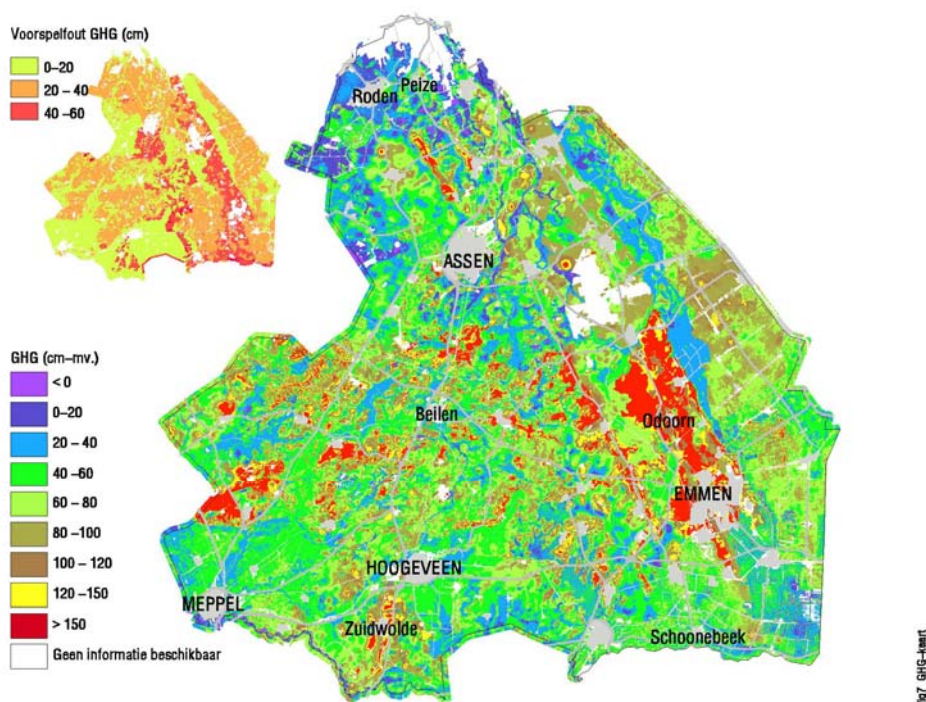 Voorspelfout GHG (cm)
0–20
20 – 40
40 – 60
GHG (cm–mv.)
< 0
0–20
20 – 40
40 –60
60 – 80
80 –100
100 – 120
120 –150
> 150
Geen informatie beschikbaar
Roden
Peize
ASSEN
Beilen
Odoorn
EMMEN
HOOGEVEEN
MEPPEL
Zuidwolde
Schoonebeek
lg7 GHG–kaart